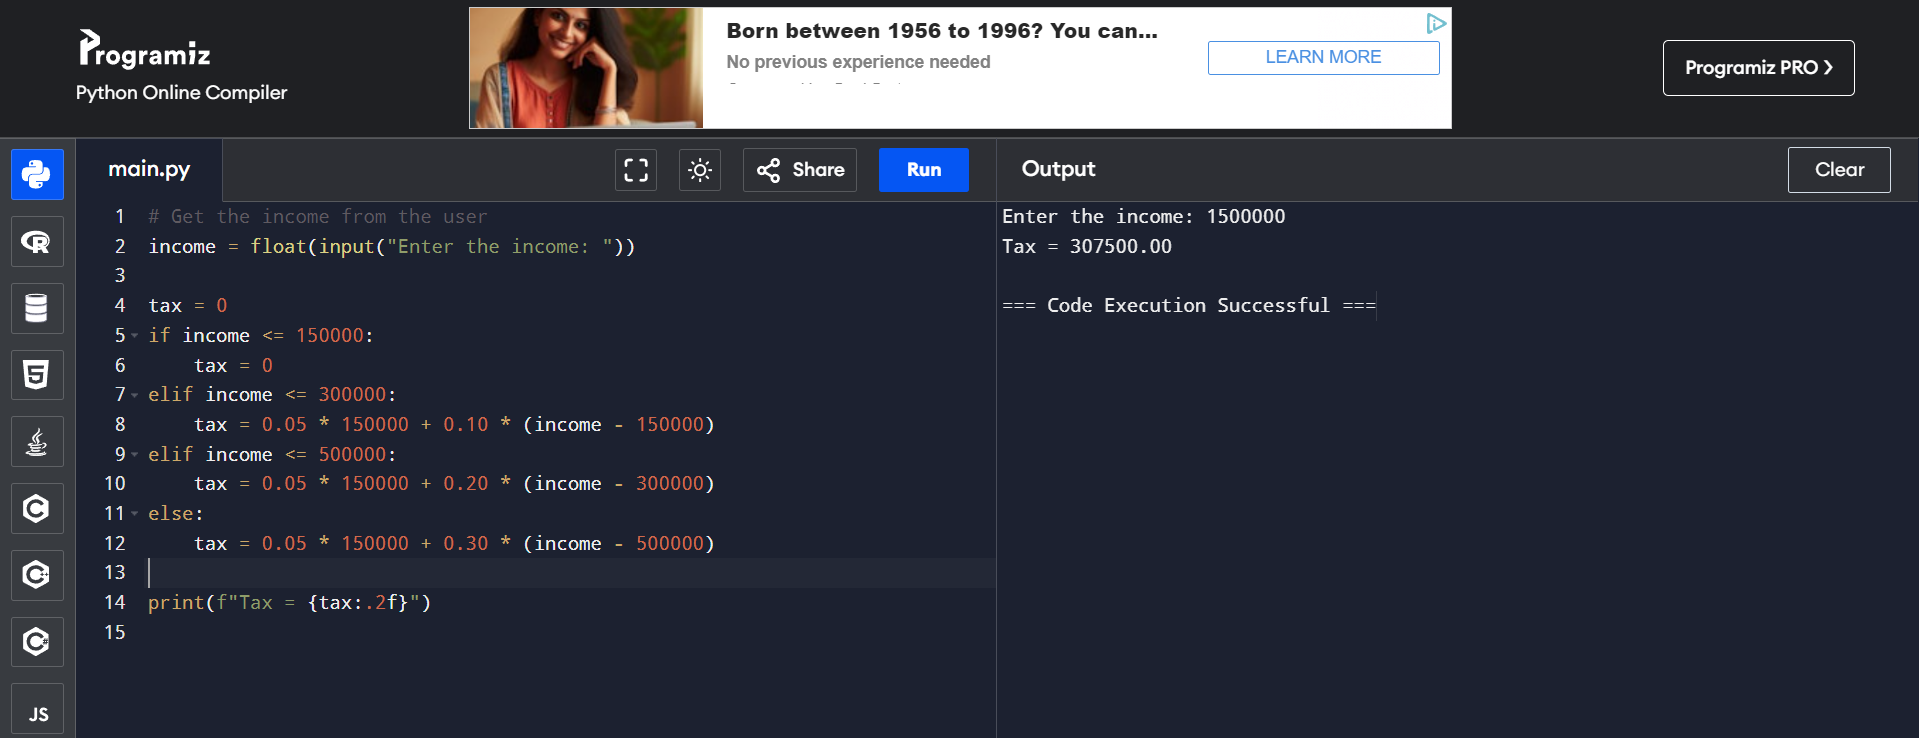 Programiz
Python Online Compiler
Born between 1956 to 1996? You can...
No previous experience needed
LEARN MORE
Programiz PRO ❯
main.py
Share
Run
Output
Clear
1 # Get the income from the user
2 income = float(input("Enter the income: "))
3
4 tax = 0
5 if income <= 150000:
6     tax = 0
7 elif income <= 300000:
8     tax = 0.05 * 150000 + 0.10 * (income - 150000)
9 elif income <= 500000:
10     tax = 0.05 * 150000 + 0.20 * (income - 300000)
11 else:
12     tax = 0.05 * 150000 + 0.30 * (income - 500000)
13
14 print(f"Tax = {tax:.2f}")
15
Enter the income: 1500000
Tax = 307500.00
=== Code Execution Successful ===
R
5
C
C++
C#
JS